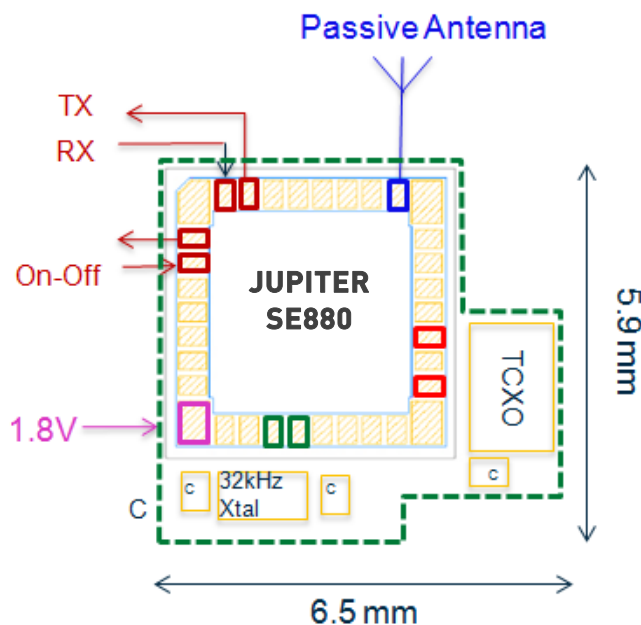 Passive Antenna
TX
RX
On-Off
JUPITER
SE880
TCXO
5.9 mm
1.8V
C
c
32kHz
Xtal
c
c
6.5 mm